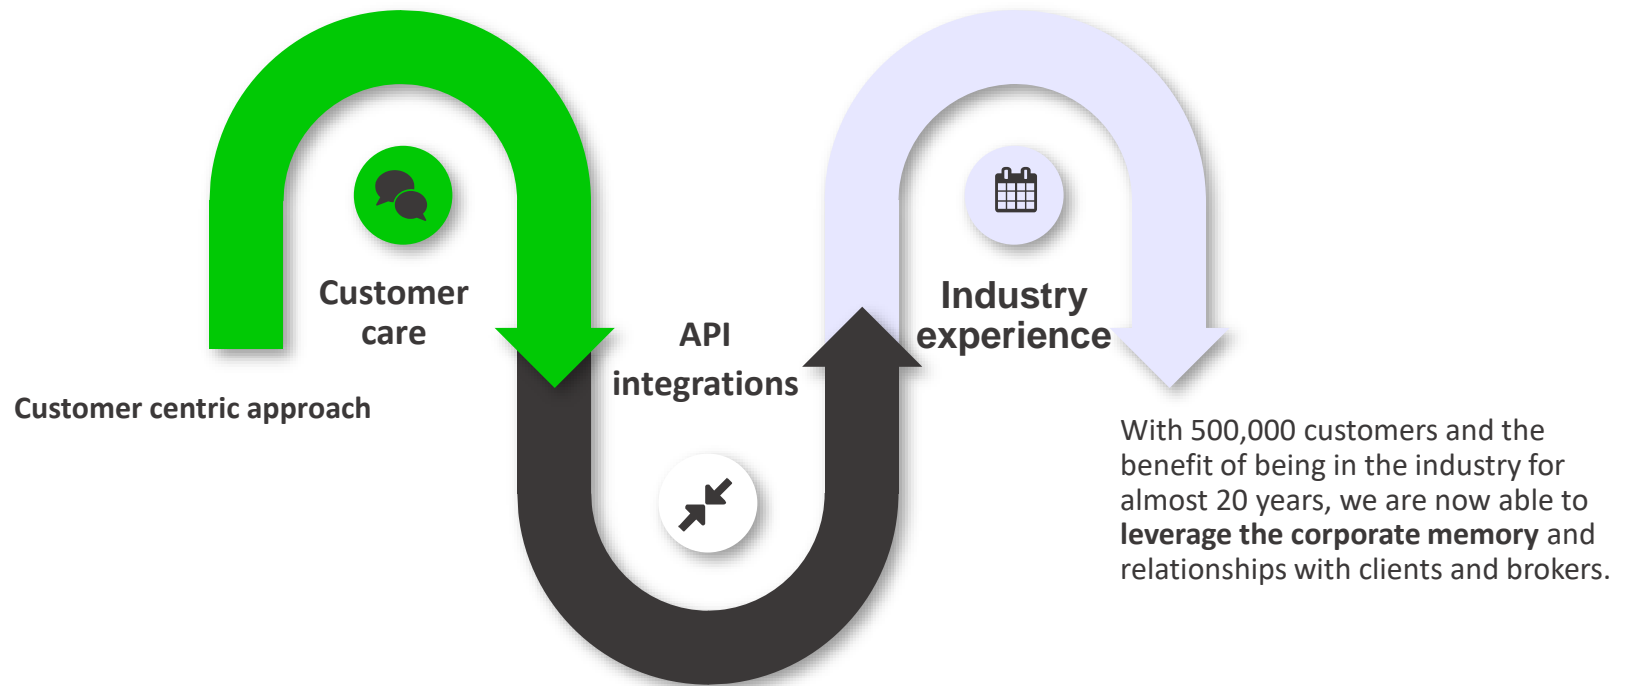 Customer
care
Customer centric approach
API
integrations
Industry
experience
With 500,000 customers and the
benefit of being in the industry for
almost 20 years, we are now able to
leverage the corporate memory and
relationships with clients and brokers.